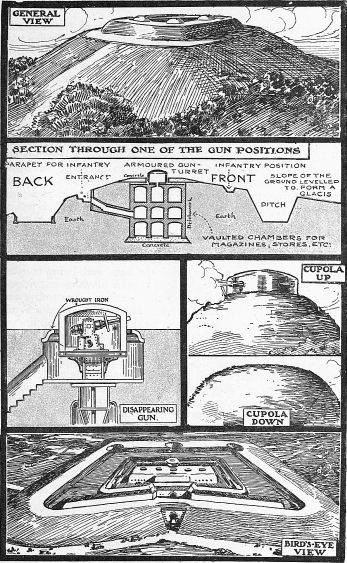 GENERAL
VIEW
SECTION THROUGH ONE OF THE GUN POSITIONS
PARAPET FOR INFANTRY
ARMOURED GUN-
TURRET
INFANTRY POSITION
BACK
ENTRANCE
Concrete
FRONT
SLOPE OF THE
GROUND LEVELLED
TO FORM A
GLACIS
DITCH
Earth
Earth
VAULTED CHAMBERS FOR
MAGAZINES, STORES, ETC.
Concrete
WROUGHT IRON
DISAPPEARING
GUN.
CUPOLA
UP
CUPOLA
DOWN
BIRD'S-EYE
VIEW